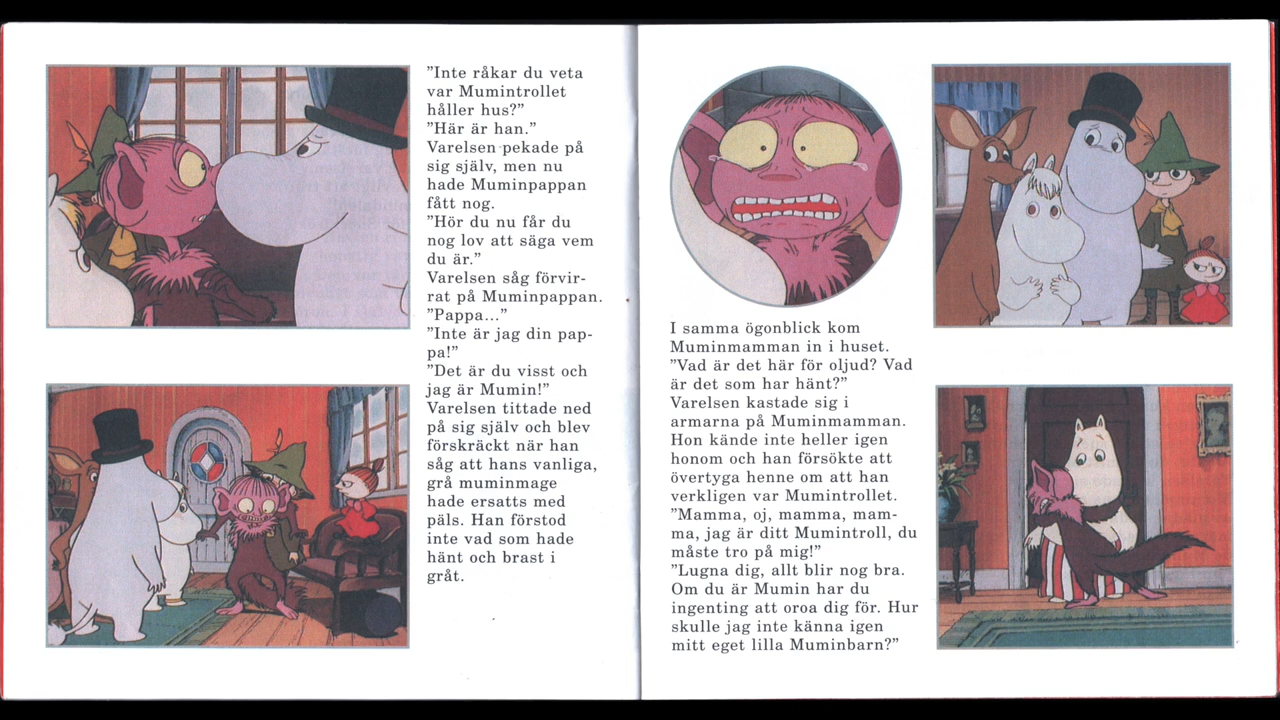 ”Inte råkar du veta
var Mumintrollet
håller hus?”
”Här är han.”
Varelsen pekade på
sig själv, men nu
hade Muminpappan
fått nog.
”Hör du nu får du
nog lov att säga vem
du är.”
Varelsen såg förvir-
rat på Muminpappan.
”Pappa...”
”Inte är jag din pap-
pa!”
”Det är du visst och
jag är Mumin!”
Varelsen tittade ned
på sig själv och blev
förskräckt när han
såg att hans vanliga,
grå muminmage
hade ersatts med
päls. Han förstod
inte vad som hade
hänt och brast i
gråt.
I samma ögonblick kom
Muminmamman in i huset.
”Vad är det här för oljud? Vad
är det som har hänt?”
Varelsen kastade sig i
armarna på Muminmamman.
Hon kände inte heller igen
honom och han försökte att
övertyga henne om att han
verkligen var Mumintrollet.
”Mamma, oj, mamma, mam-
ma, jag är ditt Mumintroll, du
måste tro på mig!”
”Lugna dig, allt blir nog bra.
Om du är Mumin har du
ingenting att oroa dig för. Hur
skulle jag inte känna igen
mitt eget lilla Muminbarn?”